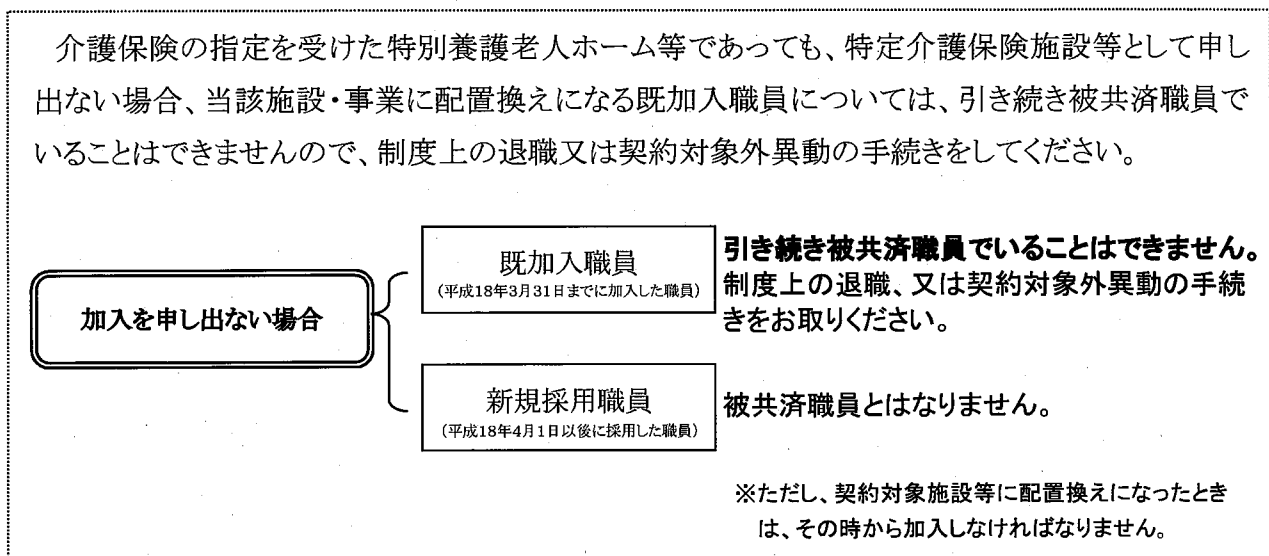 介護保険の指定を受けた特別養護老人ホーム等であっても、特定介護保険施設等として申し
出ない場合、当該施設・事業に配置換えになる既加入職員については、引き続き被共済職員で
いることはできませんので、制度上の退職又は契約対象外異動の手続きをしてください。
加入を申し出ない場合
既加入職員
(平成18年3月31日までに加入した職員)
引き続き被共済職員でいることはできません。
制度上の退職、又は契約対象外異動の手続
きをお取りください。
新規採用職員
(平成18年4月1日以後に採用した職員)
被共済職員とはなりません。
※ただし、契約対象施設等に配置換えになったとき
は、その時から加入しなければなりません。